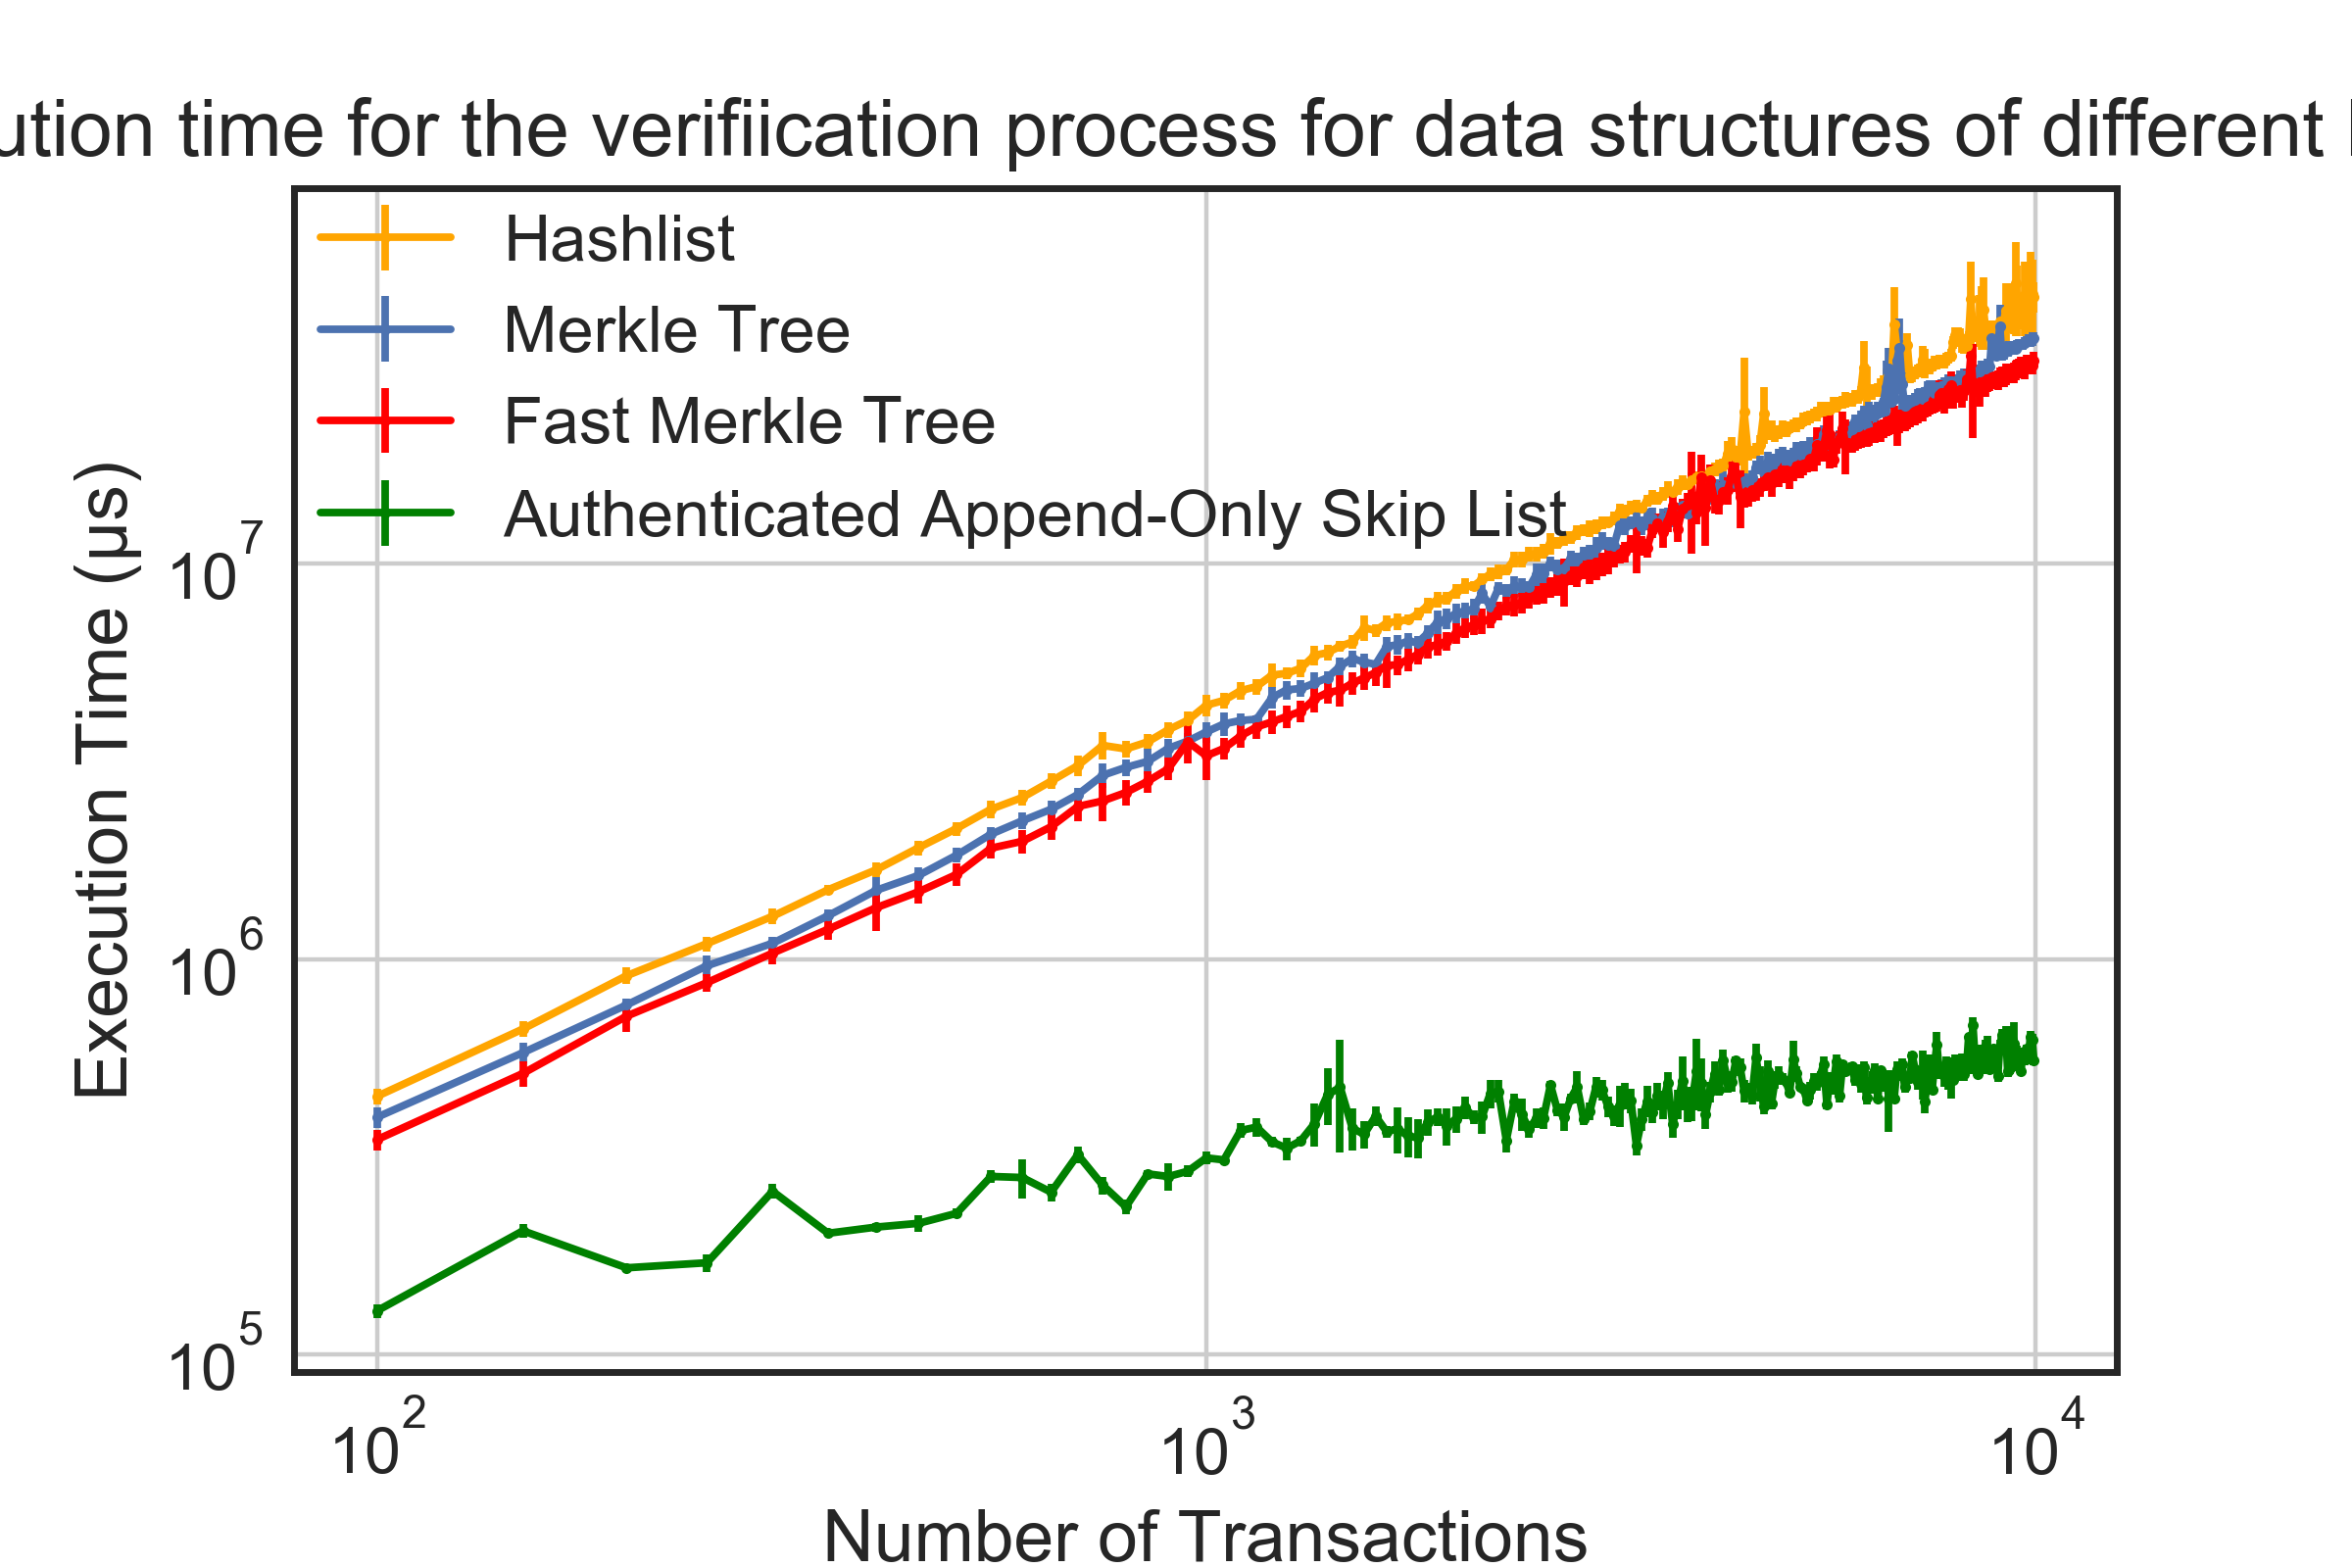 ution time for the verifiication process for data structures of different
Hashlist
Merkle Tree
Fast Merkle Tree
Authenticated Append-Only Skip List
Execution Time (µs)
10^7
10^6
10^5
10^2 10^3 10^4
Number of Transactions